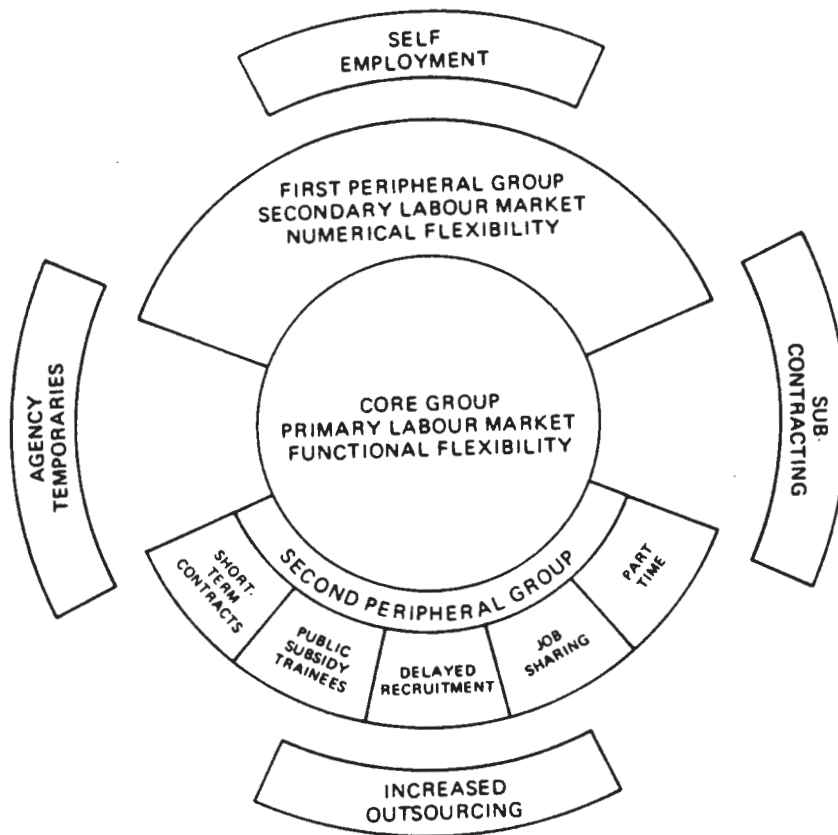 SELF
EMPLOYMENT
FIRST PERIPHERAL GROUP
SECONDARY LABOUR MARKET
NUMERICAL FLEXIBILITY
AGENCY
TEMPORARIES
SUB-
CONTRACTING
CORE GROUP
PRIMARY LABOUR MARKET
FUNCTIONAL FLEXIBILITY
SECOND PERIPHERAL GROUP
SHORT-
TERM
CONTRACTS
PUBLIC
SUBSIDY
TRAINEES
DELAYED
RECRUITMENT
JOB
SHARING
PART
TIME
INCREASED
OUTSOURCING